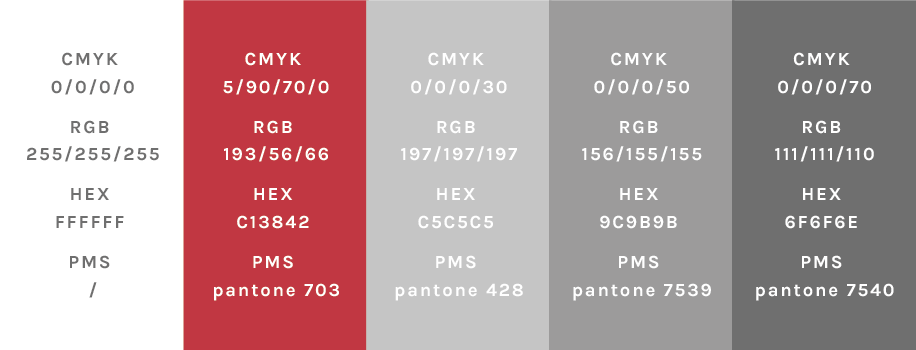 CMYK
0/0/0/0
RGB
255/255/255
HEX
FFFFFF
PMS
/
CMYK
5/90/70/0
RGB
193/56/66
HEX
C13842
PMS
pantone 703
CMYK
0/0/0/30
RGB
197/197/197
HEX
C5C5C5
PMS
pantone 428
CMYK
0/0/0/50
RGB
156/155/155
HEX
9C9B9B
PMS
pantone 7539
CMYK
0/0/0/70
RGB
111/111/110
HEX
6F6F6E
PMS
pantone 7540